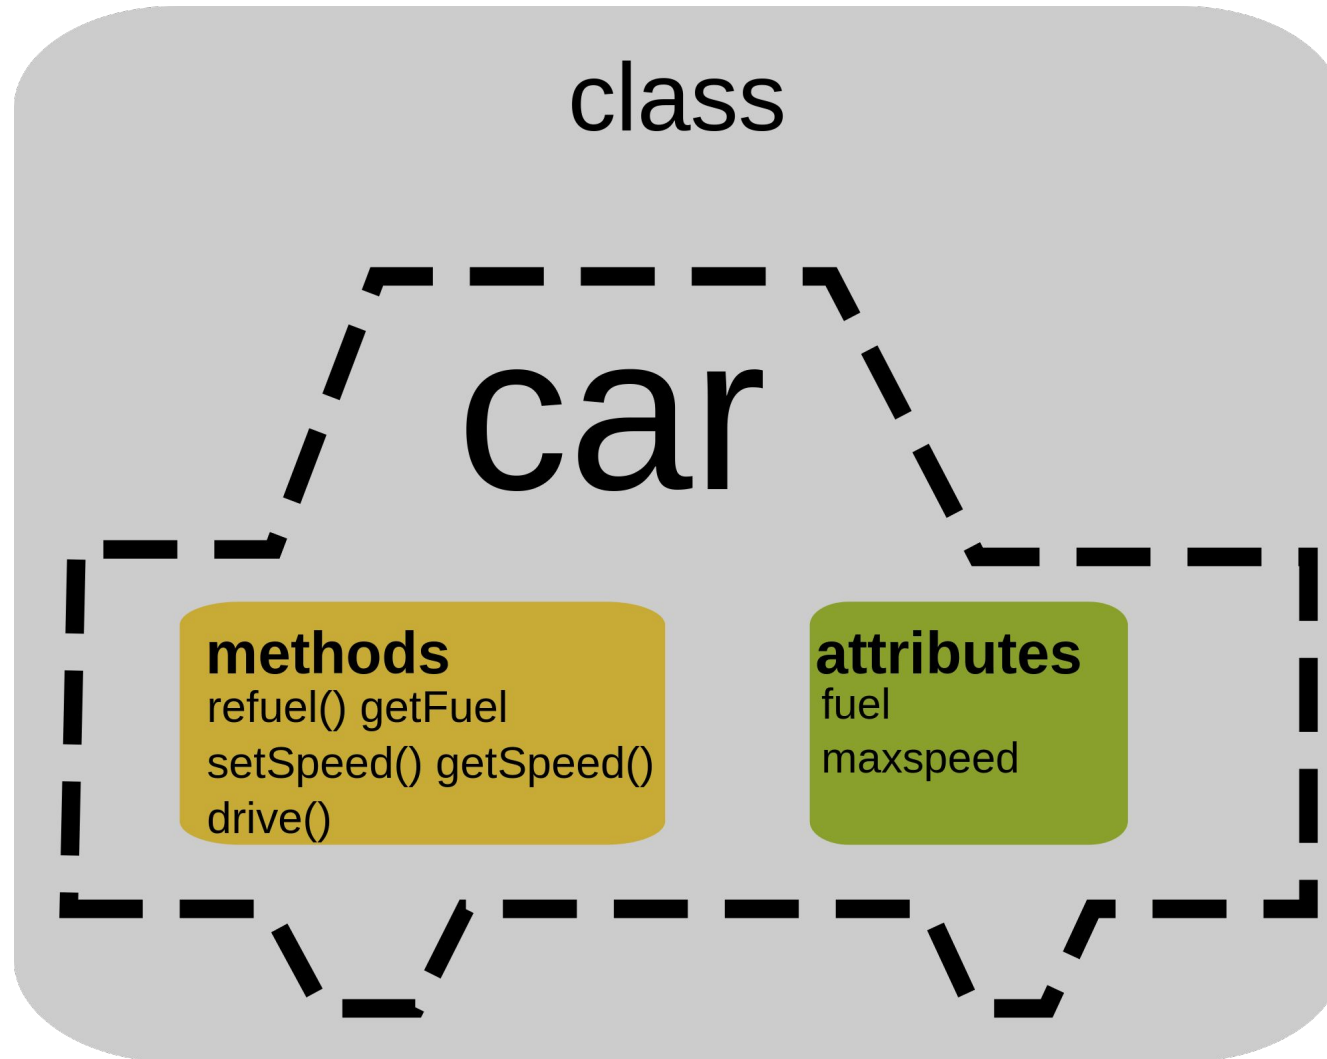 class
car
methods
refuel() getFuel
setSpeed() getSpeed()
drive()
attributes
fuel
maxspeed